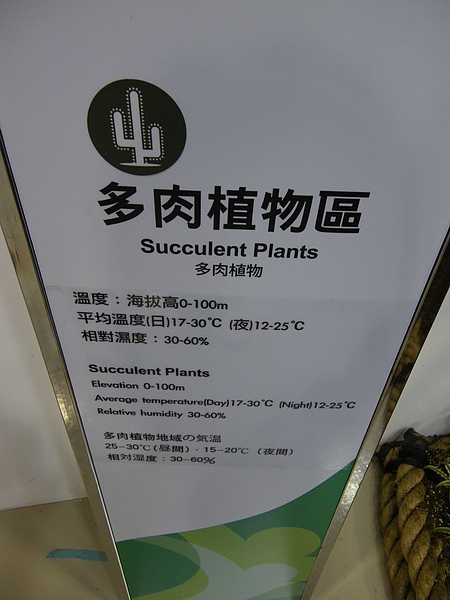 多肉植物區
Succulent Plants
多肉植物
溫度：海拔高0-100m
平均溫度(日)17-30℃ (夜)12-25℃
相對濕度：30-60%
Succulent Plants
Elevation 0-100m
Average temperature(Day)17-30℃ (Night)12-25℃
Relative humidity 30-60%
多肉植物地域の気温
25−30℃(昼間)・15−20℃ (夜間)
相対湿度：30−60%